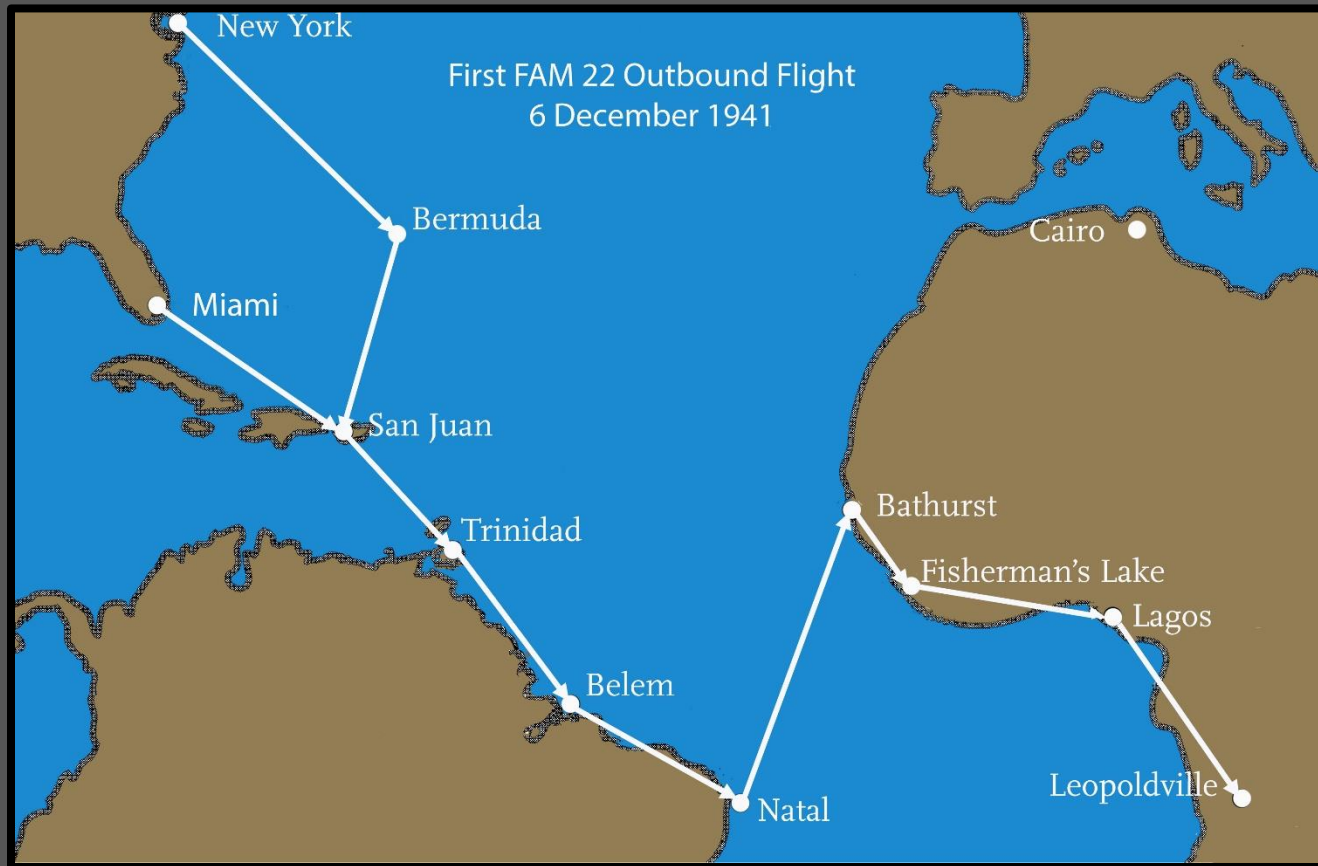 New York
First FAM 22 Outbound Flight
6 December 1941
Bermuda
Cairo
Miami
San Juan
Bathurst
Trinidad
Fisherman's Lake
Lagos
Belem
Leopoldville
Natal